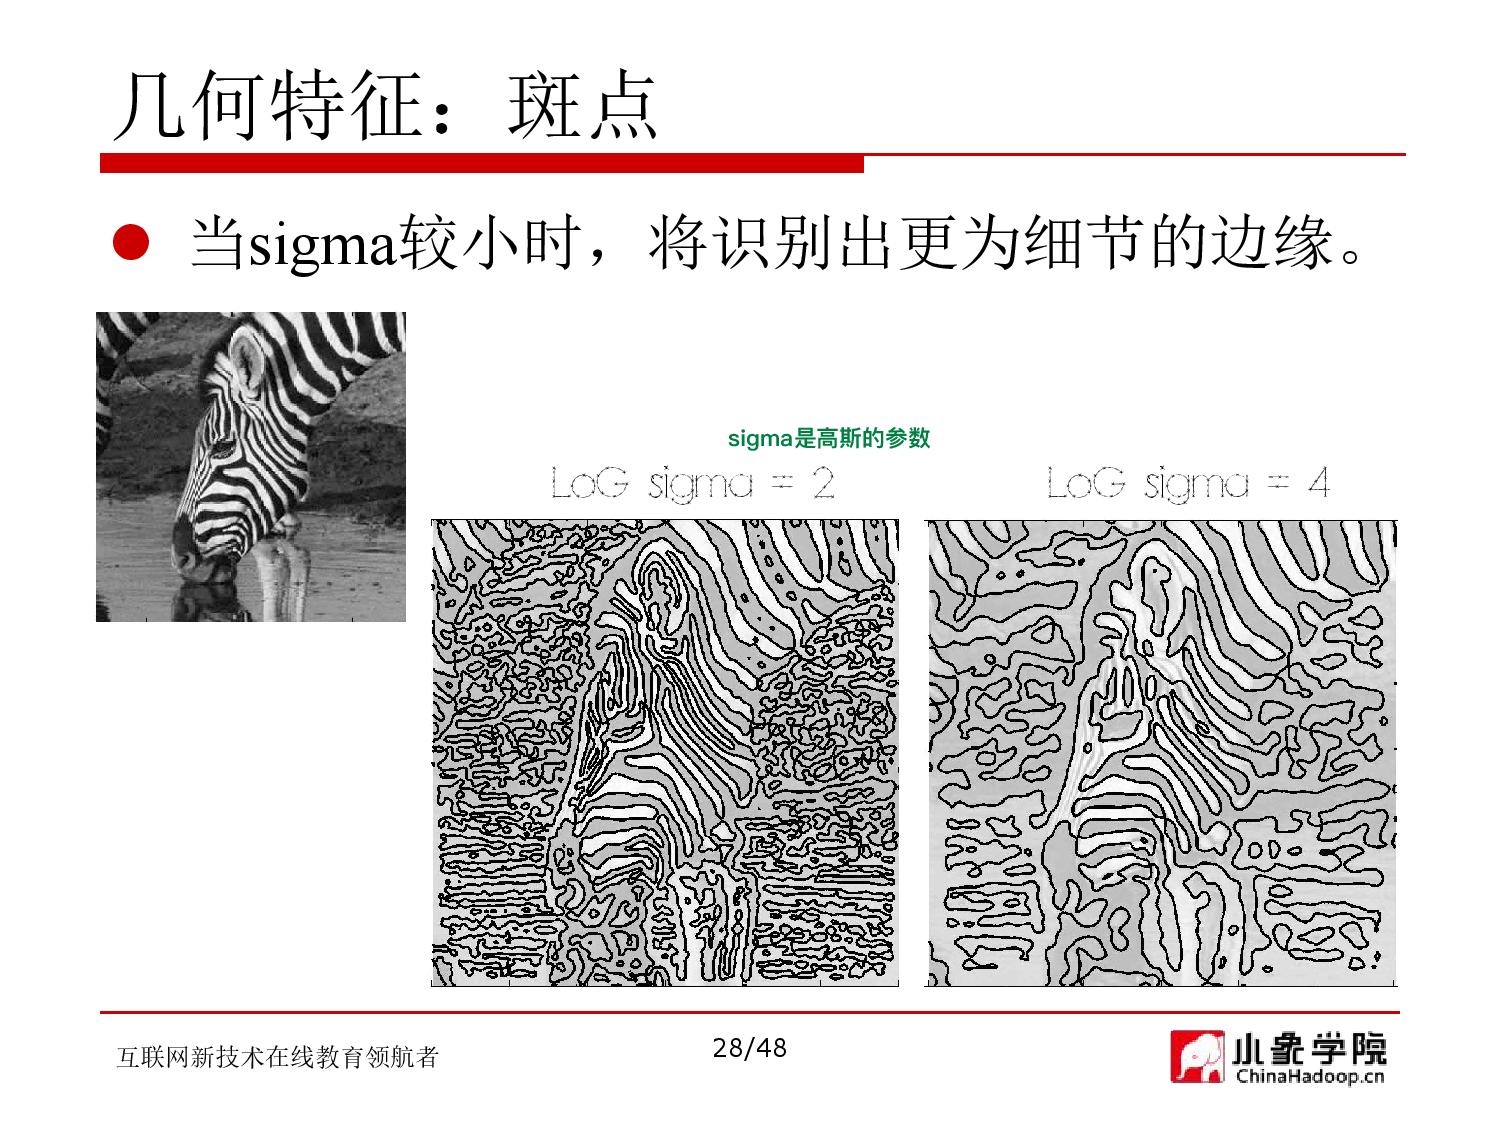 几何特征：斑点
当sigma较小时，将识别出更为细节的边缘。
sigma是高斯的参数
LoG sigma = 2
LoG sigma = 4
互联网新技术在线教育领航者
28/48
小象学院
ChinaHadoop.cn